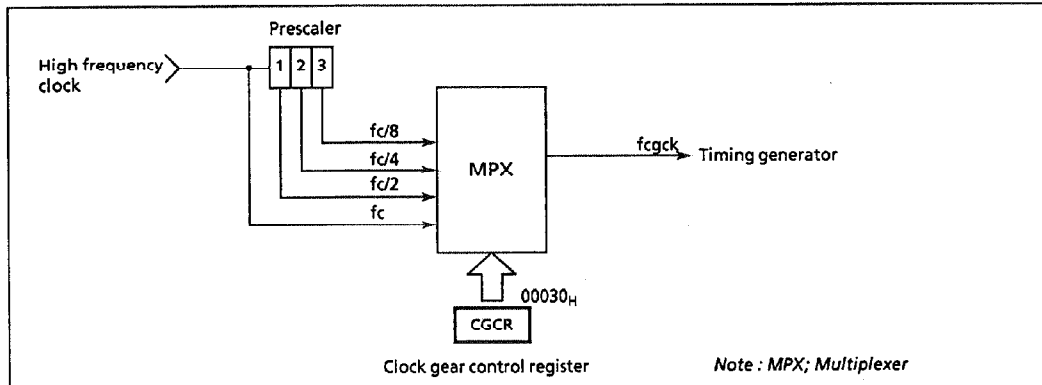 Prescaler
High frequency
clock
1 2 3
fc/8
fc/4
fc/2
fc
MPX
fcgck
Timing generator
00030H
CGCR
Clock gear control register
Note : MPX; Multiplexer